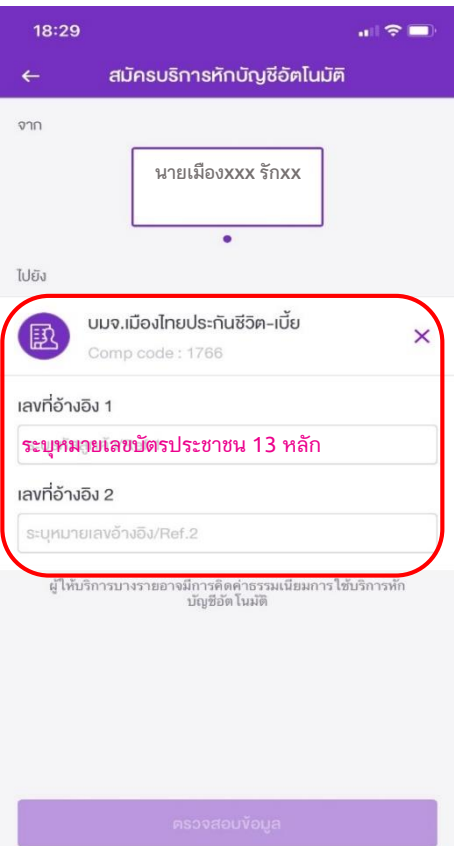 18:29
สมัครบริการหักบัญชีอัตโนมัติ
จาก
นายเมืองxxx รักxx
ไปยัง
บมจ.เมืองไทยประกันชีวิต-เบี้ย
Comp code : 1766
เลขที่อ้างอิง 1
ระบุหมายเลขบัตรประชาชน 13 หลัก
เลขที่อ้างอิง 2
ระบุหมายเลขอ้างอิง/Ref.2
ผู้ให้บริการบางรายอาจมีการคิดค่าธรรมเนียมการใช้บริการหัก
บัญชีอัตโนมัติ
ตรวจสอบข้อมูล